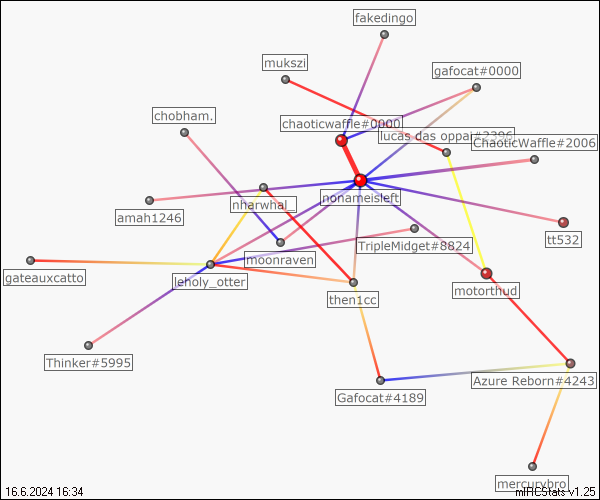 fakedingo
mukszi
gafocat#0000
chobham.
chaoticwaffle#0000
lucas das oppai#2396
ChaoticWaffle#2006
nharwhal_
nonameisleft
amah1246
tt532
TripleMidget#8824
moonraven
gateauxcatto
leholy_otter
then1cc
motorthud
Thinker#5995
Azure Reborn#4243
Gafocat#4189
mercurybro
16.6.2024 16:34
mIRCStats v1.25